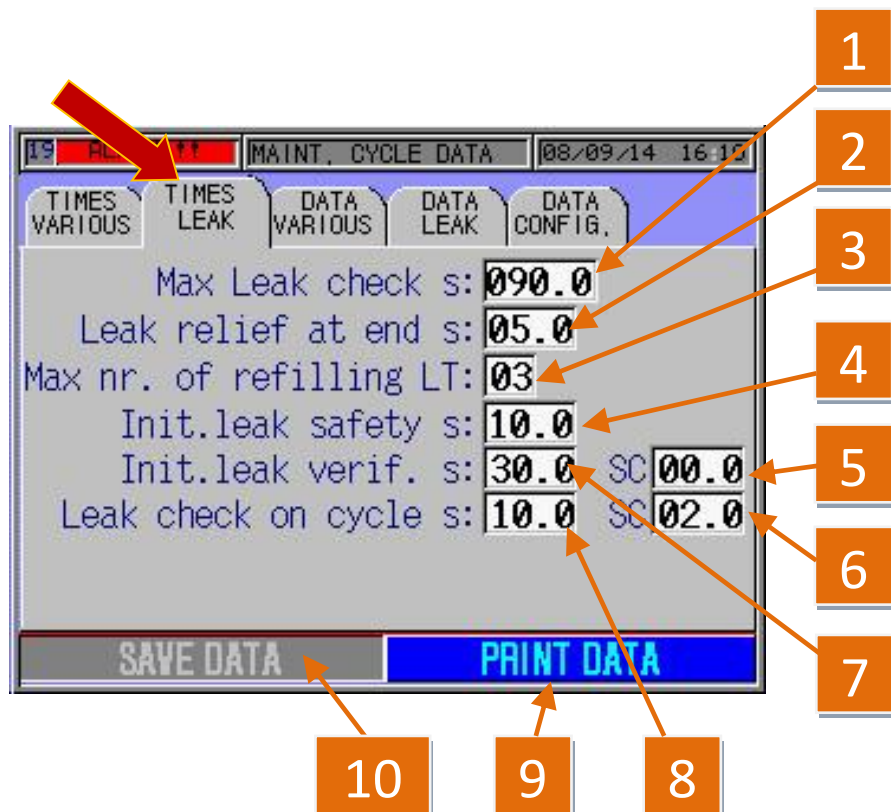 1
19
MAINT. CYCLE DATA
08/09/14 16:10
2
TIMES VARIOUS
TIMES LEAK
DATA VARIOUS
DATA LEAK
DATA CONFIG.
3
Max Leak check s: 090.0
Leak relief at end s: 05.0
Max nr. of refilling LT: 03
4
Init.leak safety s: 10.0
Init.leak verif. s: 30.0 SC 00.0
5
Leak check on cycle s: 10.0 SC 02.0
6
SAVE DATA
PRINT DATA
7
10
9
8